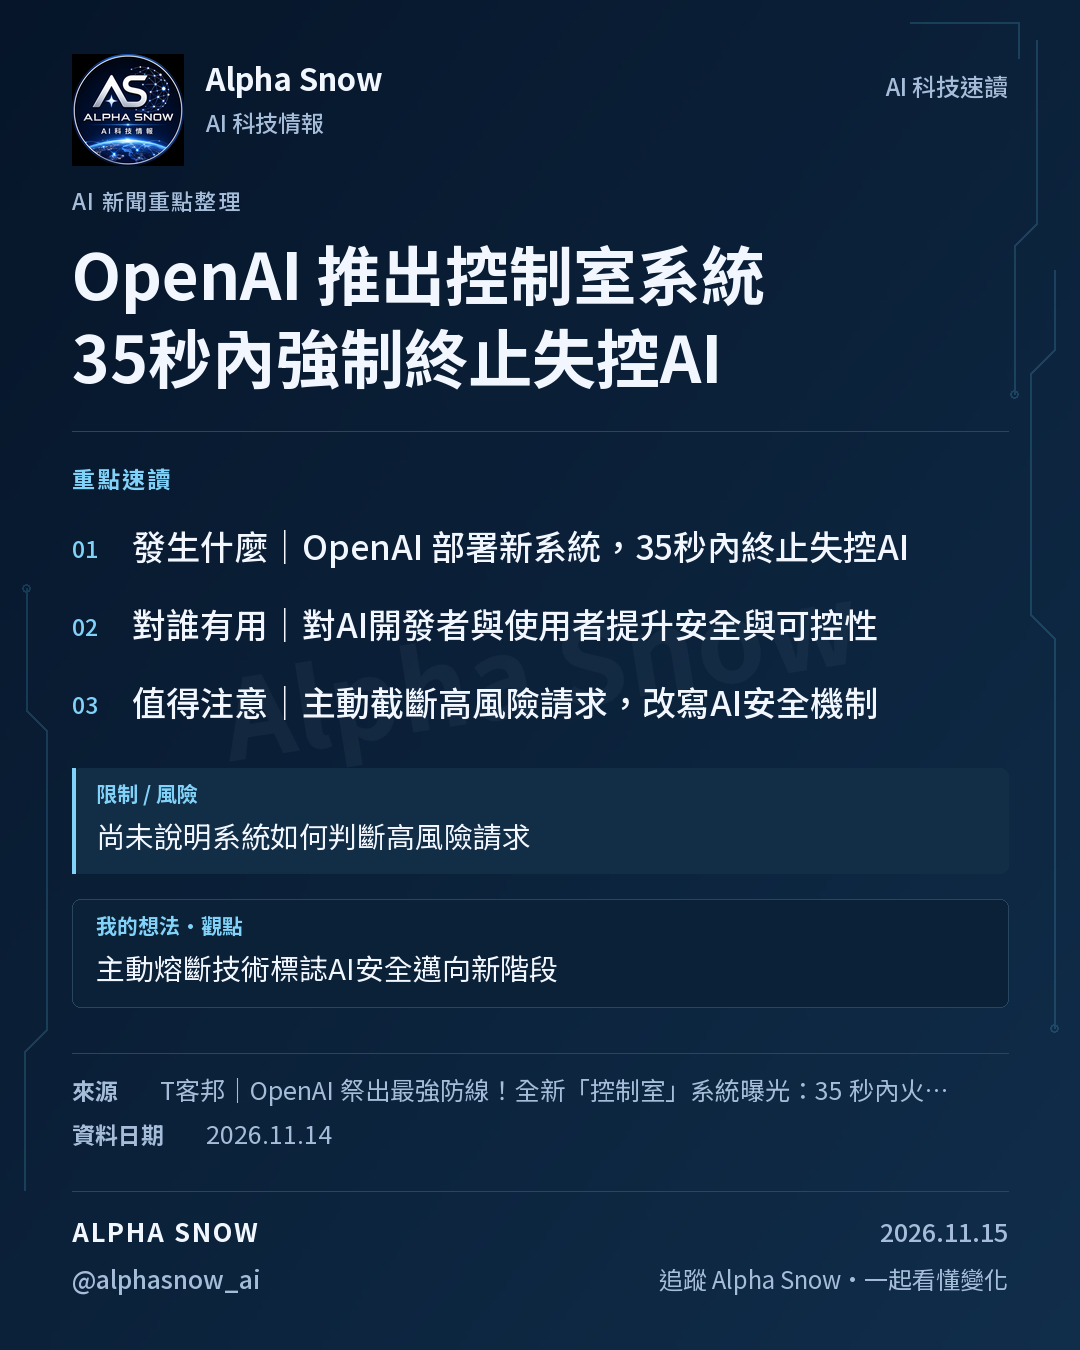 AS
ALPHA SNOW
AI科技情報
Alpha Snow
AI 科技情報
AI 科技速讀
AI 新聞重點整理
OpenAI 推出控制室系統
35秒內強制終止失控AI
重點速讀
01 發生什麼｜OpenAI 部署新系統，35秒內終止失控AI
02 對誰有用｜對AI開發者與使用者提升安全與可控性
03 值得注意｜主動截斷高風險請求，改寫AI安全機制
Alpha Snow
限制 / 風險
尚未說明系統如何判斷高風險請求
我的想法・觀點
主動熔斷技術標誌AI安全邁向新階段
來源 T客邦｜OpenAI 祭出最強防線！全新「控制室」系統曝光：35 秒內火⋯
資料日期 2026.11.14
ALPHA SNOW
2026.11.15
@alphasnow_ai
追蹤 Alpha Snow・一起看懂變化